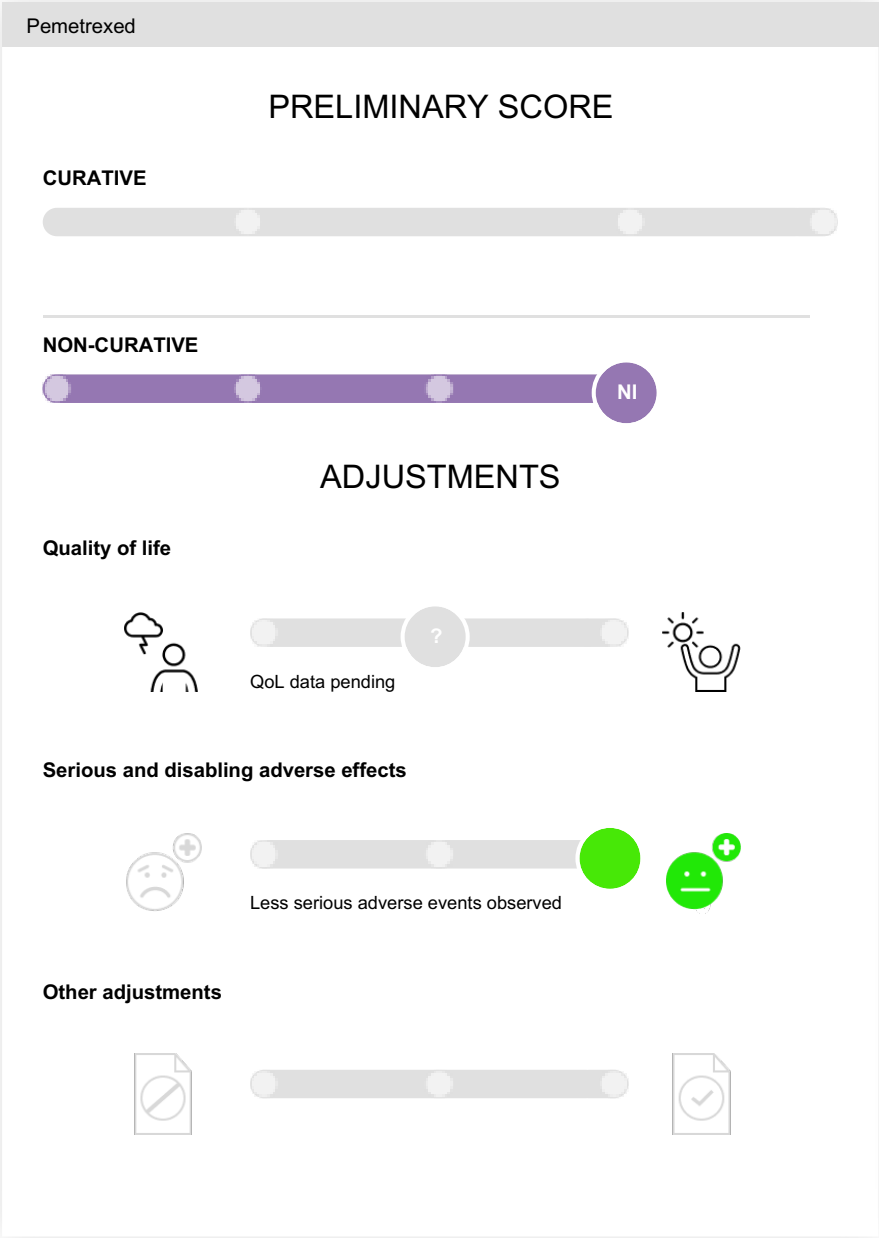 Pemetrexed
PRELIMINARY SCORE
CURATIVE
NON-CURATIVE
NI
ADJUSTMENTS
Quality of life
?
QoL data pending
Serious and disabling adverse effects
Less serious adverse events observed
Other adjustments